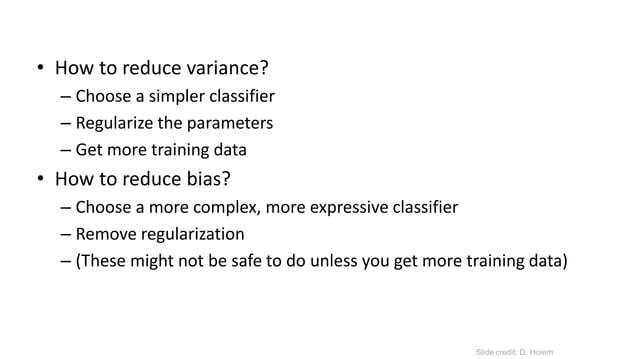 • How to reduce variance?
– Choose a simpler classifier
– Regularize the parameters
– Get more training data
• How to reduce bias?
– Choose a more complex, more expressive classifier
– Remove regularization
– (These might not be safe to do unless you get more training data)
Slide credit: D. Hoiem